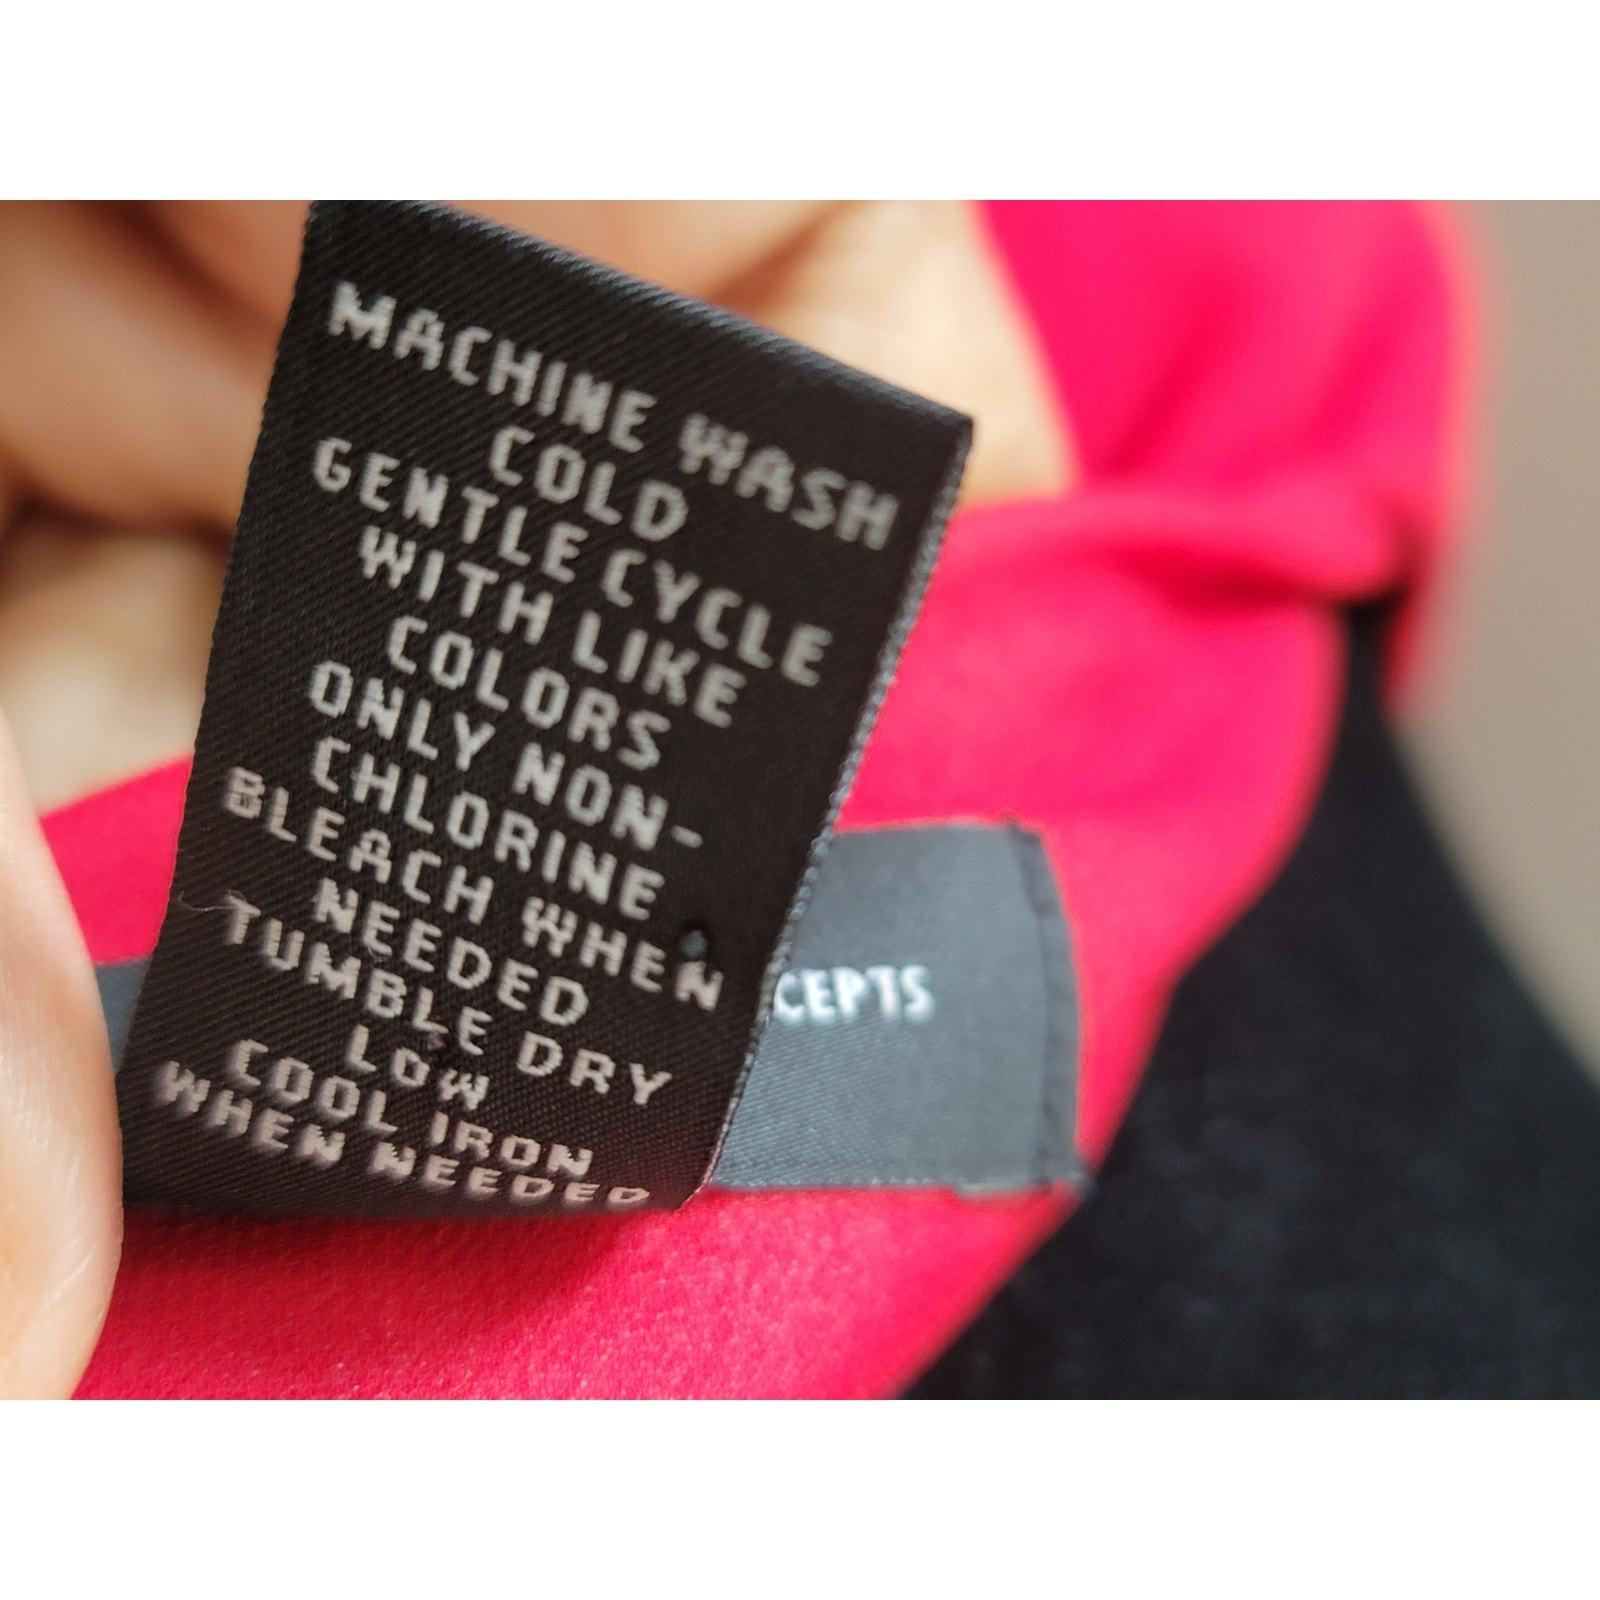 MACHINE WASH
COLD
GENTLE CYCLE
WITH LIKE
COLORS
ONLY NON-
CHLORINE
BLEACH WHEN
NEEDED
TUMBLE DRY
LOW
COOL IRON
WHEN NEEDED
CEPTS